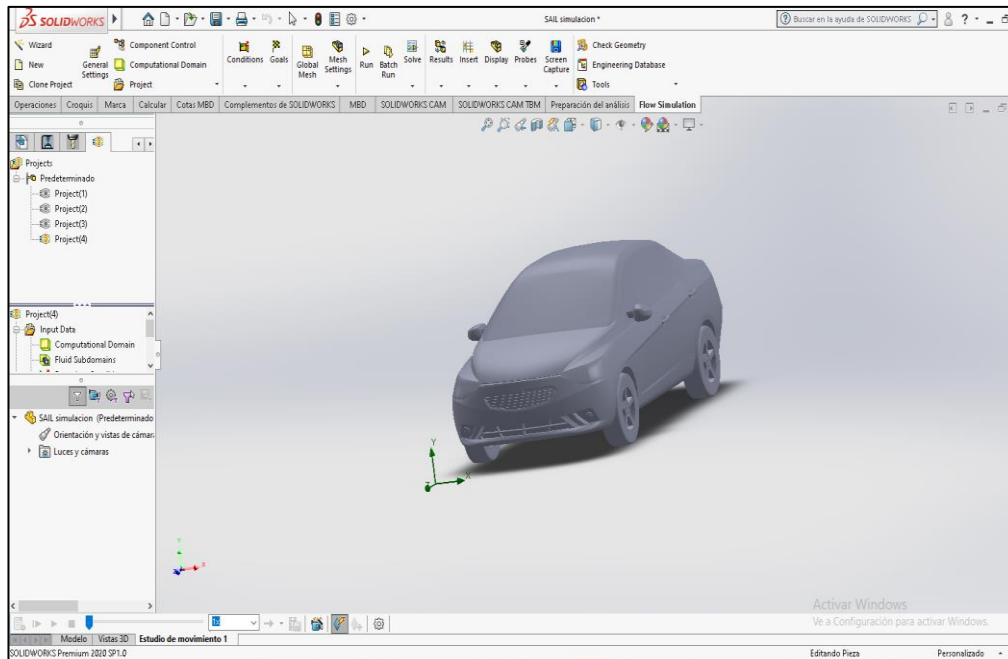 SOLIDWORKS
SAIL simulacion *
Buscar en la ayuda de SOLIDWORKS
Wizard
New
Clone Project
General Settings
Component Control
Computational Domain
Project
Conditions
Goals
Global Mesh
Mesh Settings
Run
Batch Run
Solve
Results
Insert
Display
Probes
Screen Capture
Check Geometry
Engineering Database
Tools
Operaciones Croquis Marca Calcular Cotas MBD Complementos de SOLIDWORKS MBD SOLIDWORKS CAM SOLIDWORKS CAM TBM Preparación del análisis Flow Simulation
Projects
Predeterminado
Project(1)
Project(2)
Project(3)
Project(4)
Project(4)
Input Data
Computational Domain
Fluid Subdomains
SAIL simulacion (Predeterminado
Orientación y vistas de cámar
Luces y cámaras
Y
X
Z
Activar Windows
Ve a Configuración para activar Windows.
Modelo Vistas 3D Estudio de movimiento 1
SOLIDWORKS Premium 2020 SP1.0
Editando Pieza
Personalizado